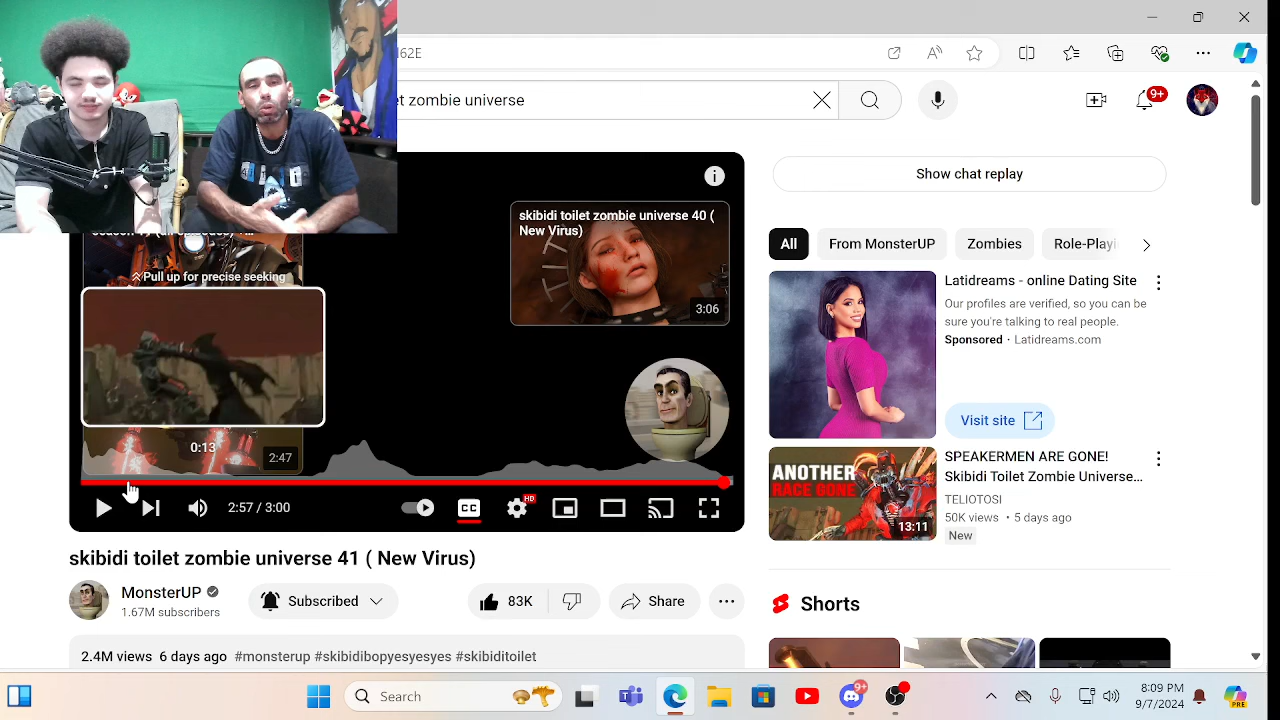 62E
et zombie universe
9+
Show chat replay
skibidi toilet zombie universe 40 (
New Virus)
3:06
Pull up for precise seeking
0:13
2:47
2:57 / 3:00
CC
HD
skibidi toilet zombie universe 41 ( New Virus)
MonsterUP
1.67M subscribers
Subscribed
83K
Share
2.4M views 6 days ago #monsterup #skibidibopyesyesyes #skibiditoilet
All
From MonsterUP
Zombies
Role-Playi
Latidreams - online Dating Site
Our profiles are verified, so you can
sure you're talking to real people.
Sponsored · Latidreams.com
Visit site
ANOTHER
RACE GONE
13:11
SPEAKERMEN ARE GONE!
Skibidi Toilet Zombie Universe...
TELIOTOSI
50K views • 5 days ago
New
Shorts
Search
9+
8:09 PM
9/7/2024
PRE